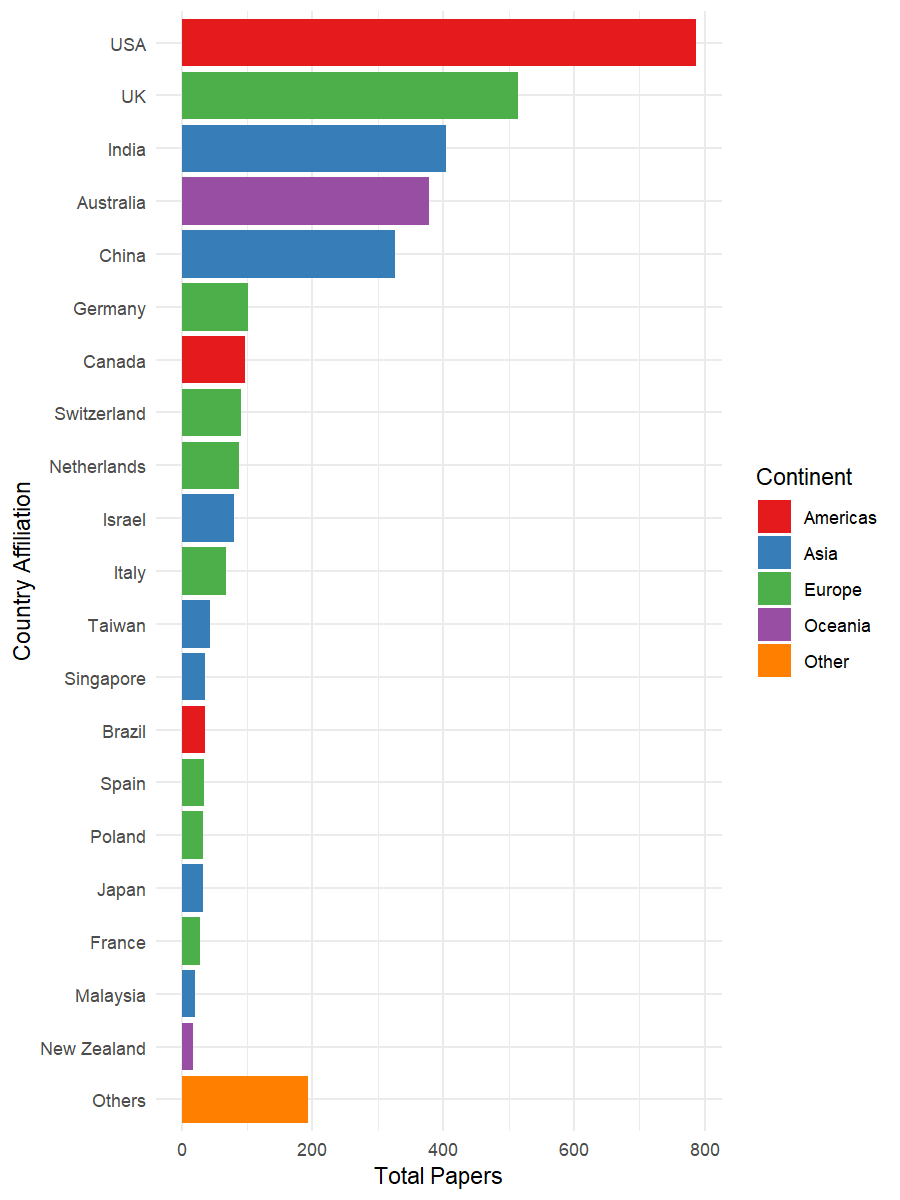 USA
UK
India
Australia
China
Germany
Canada
Switzerland
Netherlands
Israel
Italy
Taiwan
Singapore
Brazil
Spain
Poland
Japan
France
Malaysia
New Zealand
Others
Country Affiliation
0 200 400 600 800
Total Papers
Continent
Americas
Asia
Europe
Oceania
Other